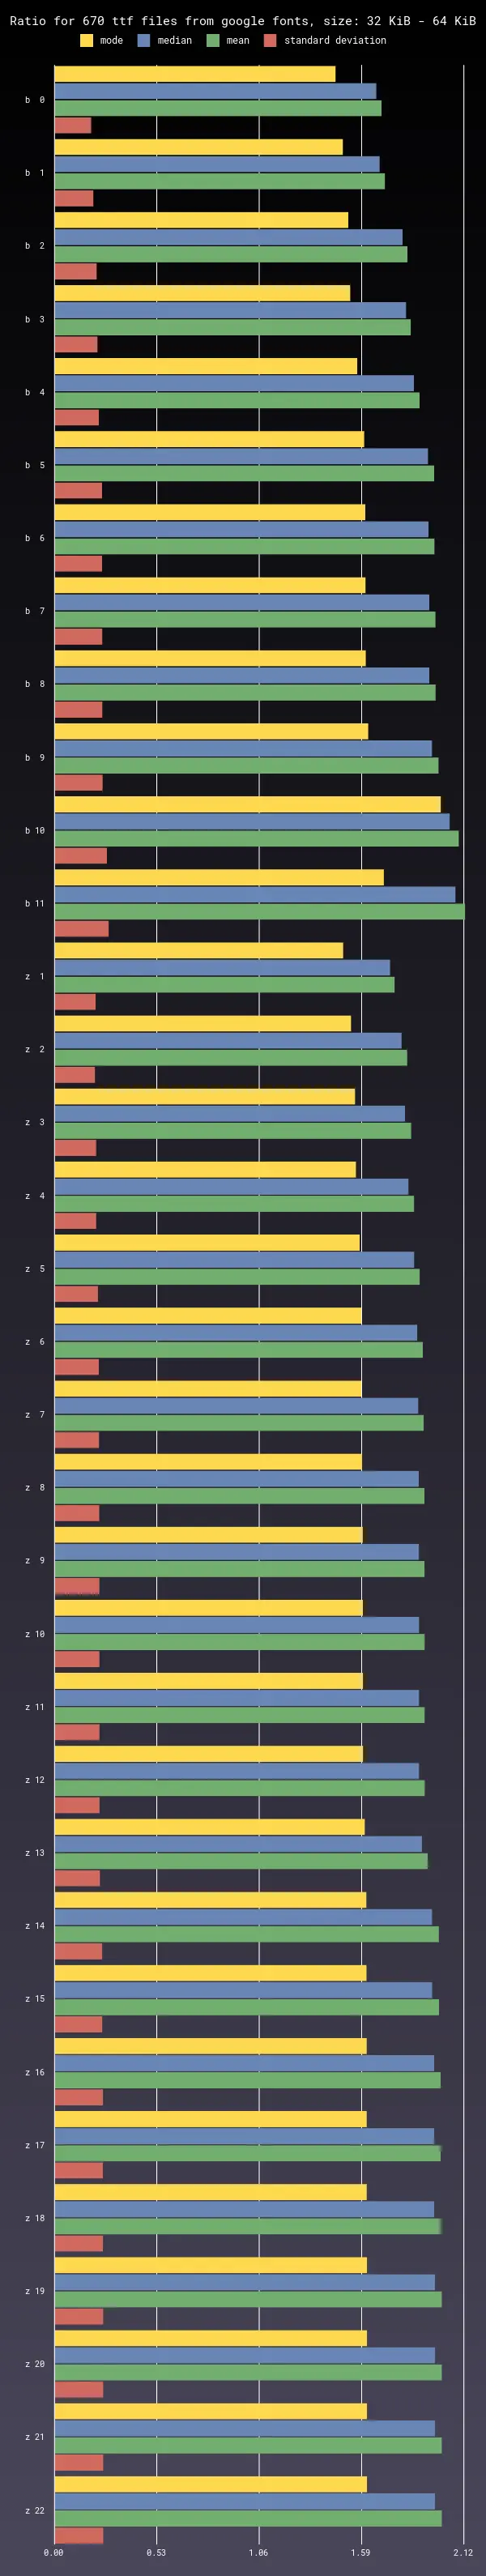 Ratio for 670 ttf files from google fonts, size: 32 KiB - 64 KiB
mode median mean standard deviation
b 0
b 1
b 2
b 3
b 4
b 5
b 6
b 7
b 8
b 9
b 10
b 11
z 1
z 2
z 3
z 4
z 5
z 6
z 7
z 8
z 9
z 10
z 11
z 12
z 13
z 14
z 15
z 16
z 17
z 18
z 19
z 20
z 21
z 22
0.00 0.53 1.06 1.59 2.12